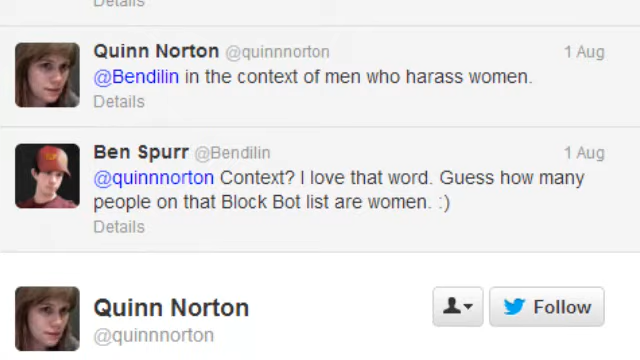 Details
Quinn Norton @quinnnorton 1 Aug
@Bendilin in the context of men who harass women.
Details
Ben Spurr @Bendilin 1 Aug
@quinnnorton Context? I love that word. Guess how many
people on that Block Bot list are women. :)
Details
Quinn Norton
@quinnnorton
Follow